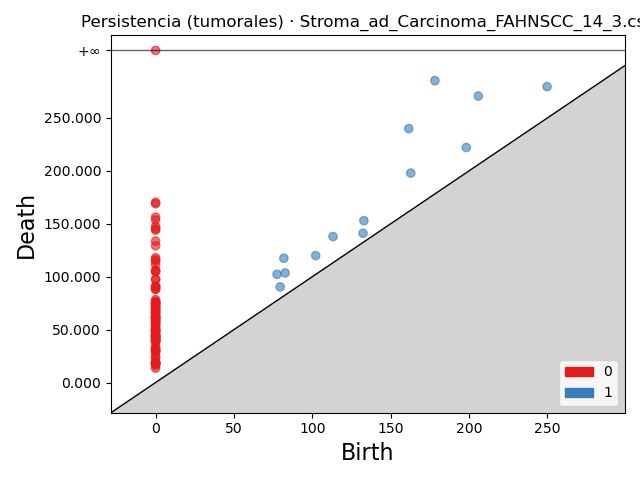 Persistencia (tumorales) · Stroma_ad_Carcinoma_FAHNSCC_14_3.cs
+∞
250.000
200.000
150.000
100.000
50.000
0.000
Death
0
1
0 50 100 150 200 250
Birth